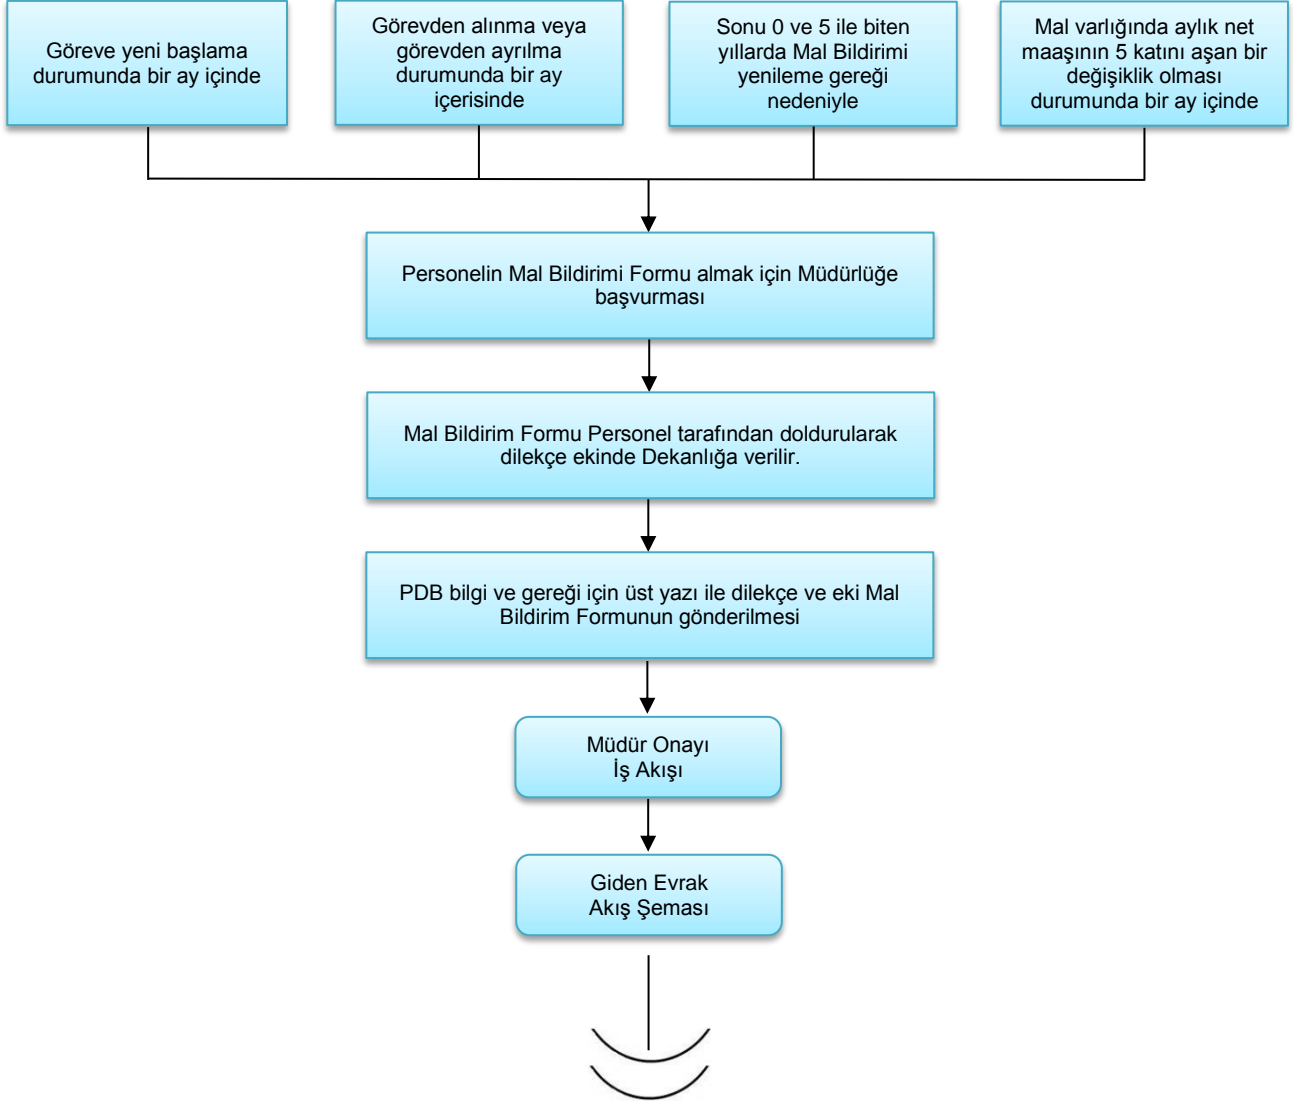 Göreve yeni başlama
durumunda bir ay içinde
Görevden alınma veya
görevden ayrılma
durumunda bir ay
içerisinde
Sonu 0 ve 5 ile biten
yıllarda Mal Bildirimi
yenileme gereği
nedeniyle
Mal varlığında aylık net
maaşının 5 katını aşan bir
değişiklik olması
durumunda bir ay içinde
Personelin Mal Bildirimi Formu almak için Müdürlüğe
başvurması
Mal Bildirim Formu Personel tarafından doldurularak
dilekçe ekinde Dekanlığa verilir.
PDB bilgi ve gereği için üst yazı ile dilekçe ve eki Mal
Bildirim Formunun gönderilmesi
Müdür Onayı
İş Akışı
Giden Evrak
Akış Şeması